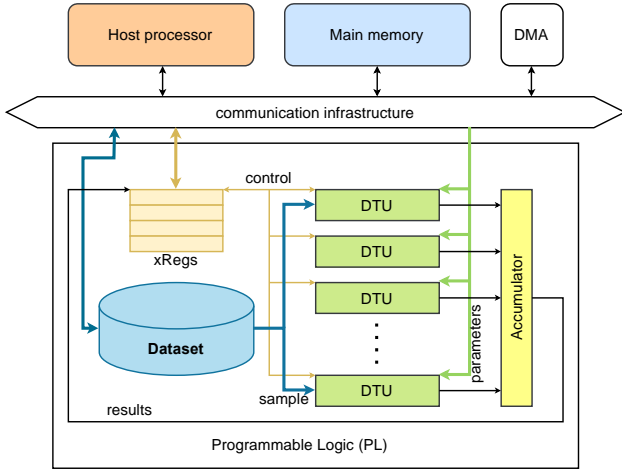 Host processor
Main memory
DMA
communication infrastructure
control
xRegs
DTU
DTU
DTU
DTU
Dataset
sample
parameters
Accumulator
results
Programmable Logic (PL)